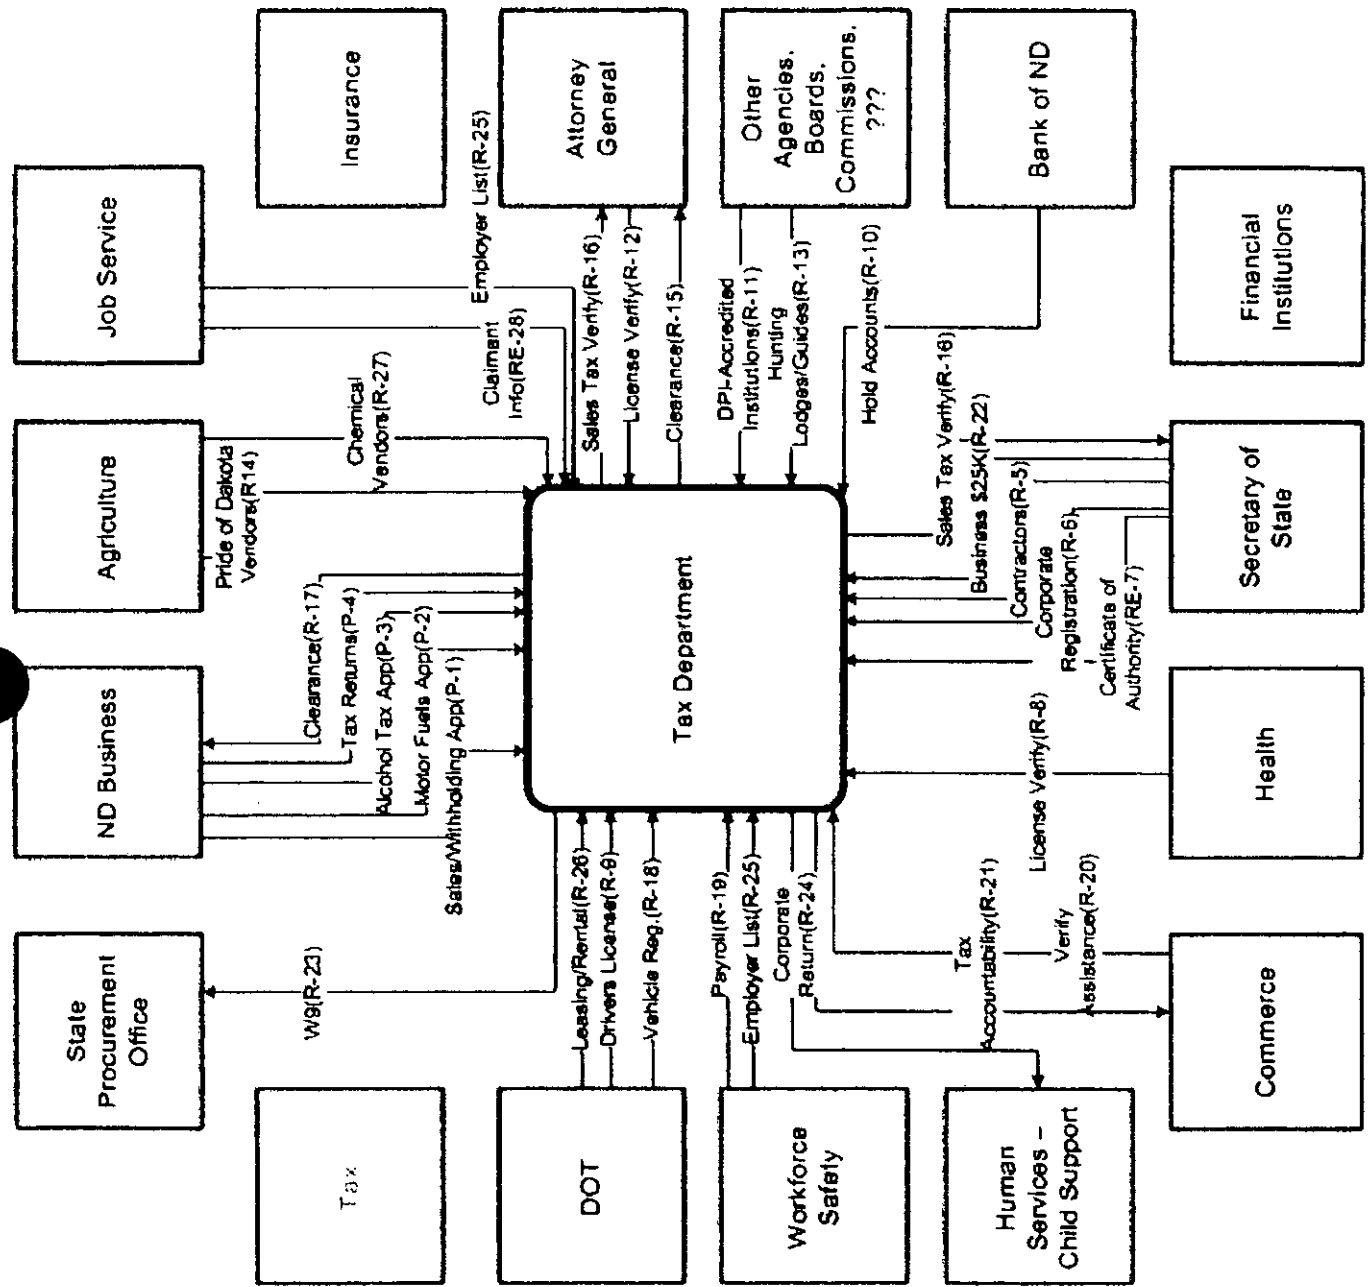 Tax
State
Procurement
Office
ND Business
Agriculture
Job Service
Insurance
W9(R-23)
Clearance(R-17)
Tax Returns(P-4)
Alcohol Tax App(P-3)
Motor Fuels App(P-2)
Sales/Withholding App(P-1)
Pride of Dakota
Vendors(R14)
Chemical
Vendors(R-27)
Claimant
Info(RE-28)
Employer List(R-25)
DOT
Leasing/Rental(R-26)
Drivers License(R-9)
Vehicle Reg.(R-18)
Sales Tax Verify(R-16)
License Verify(R-12)
Clearance(R-15)
Attorney
General
Workforce
Safety
Payroll(R-19)
Employer List(R-25)
Tax Department
DPI-Accredited
Institutions(R-11)
Hunting
Lodges/Guides(R-13)
Other
Agencies.
Boards.
Commissions.
???
Human
Services –
Child Support
Corporate
Return(R-24)
Tax
Accountability(R-21)
Verify
Assistance(R-20)
License Verify(R-8)
Certificate of
Authority(RE-7)
Corporate
Registration(R-6)
Contractors(R-5)
Business $25K(R-22)
Sales Tax Verify(R-16)
Hold Accounts(R-10)
Bank of ND
Commerce
Health
Secretary of
State
Financial
Institutions